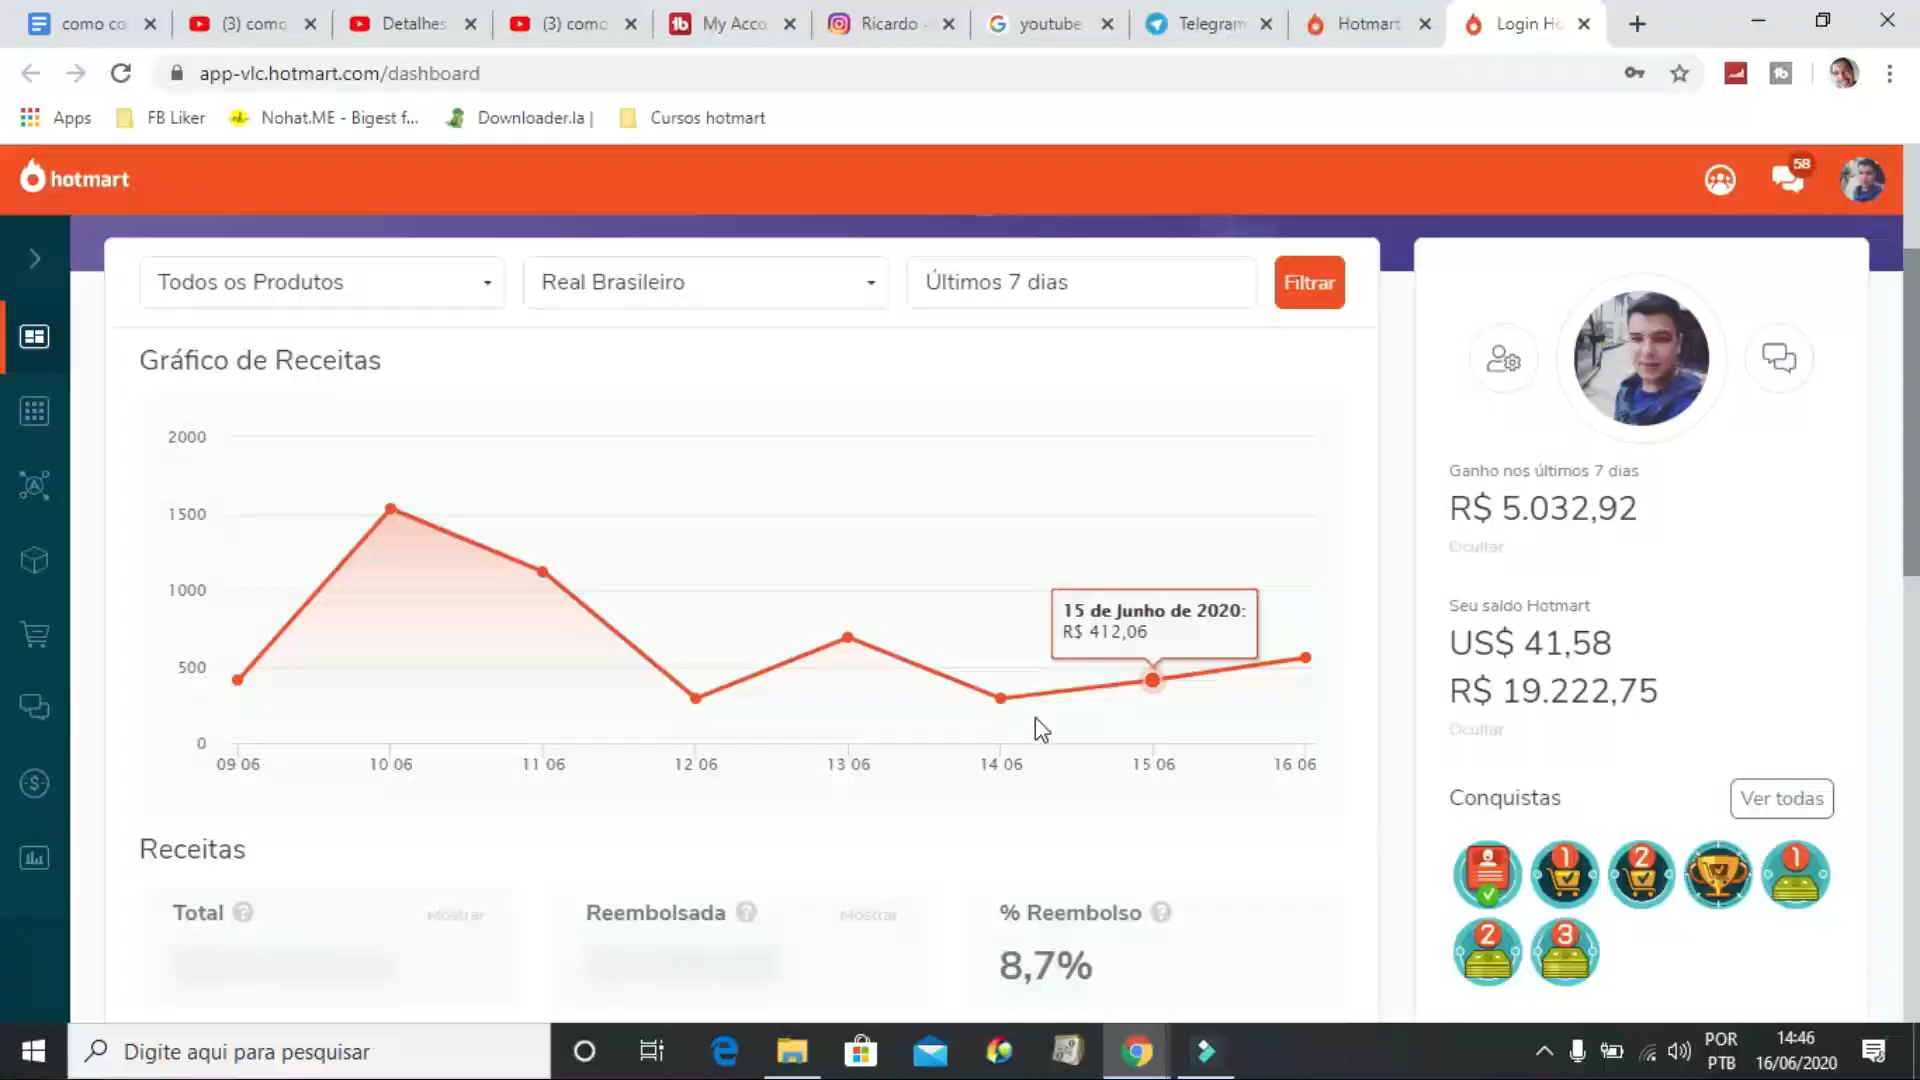 como co
(3) como
Detalhes
(3) como
My Acco
Ricardo -
youtube
Telegram
Hotmart
Login Ho
app-vlc.hotmart.com/dashboard
Apps
FB Liker
Nohat.ME - Bigest f...
Downloader.la |
Cursos hotmart
hotmart
58
Todos os Produtos
Real Brasileiro
Últimos 7 dias
Filtrar
Gráfico de Receitas
2000
1500
1000
500
0
15 de Junho de 2020:
R$ 412,06
09 06
10 06
11 06
12 06
13 06
14 06
15 06
16 06
Ganho nos últimos 7 dias
R$ 5.032,92
Ocultar
Seu saldo Hotmart
US$ 41,58
R$ 19.222,75
Ocultar
Conquistas
Ver todas
1
2
1
2
3
Receitas
Total
Mostrar
Reembolsada
Mostrar
% Reembolso
8,7%
Digite aqui para pesquisar
POR
PTB
14:46
16/06/2020